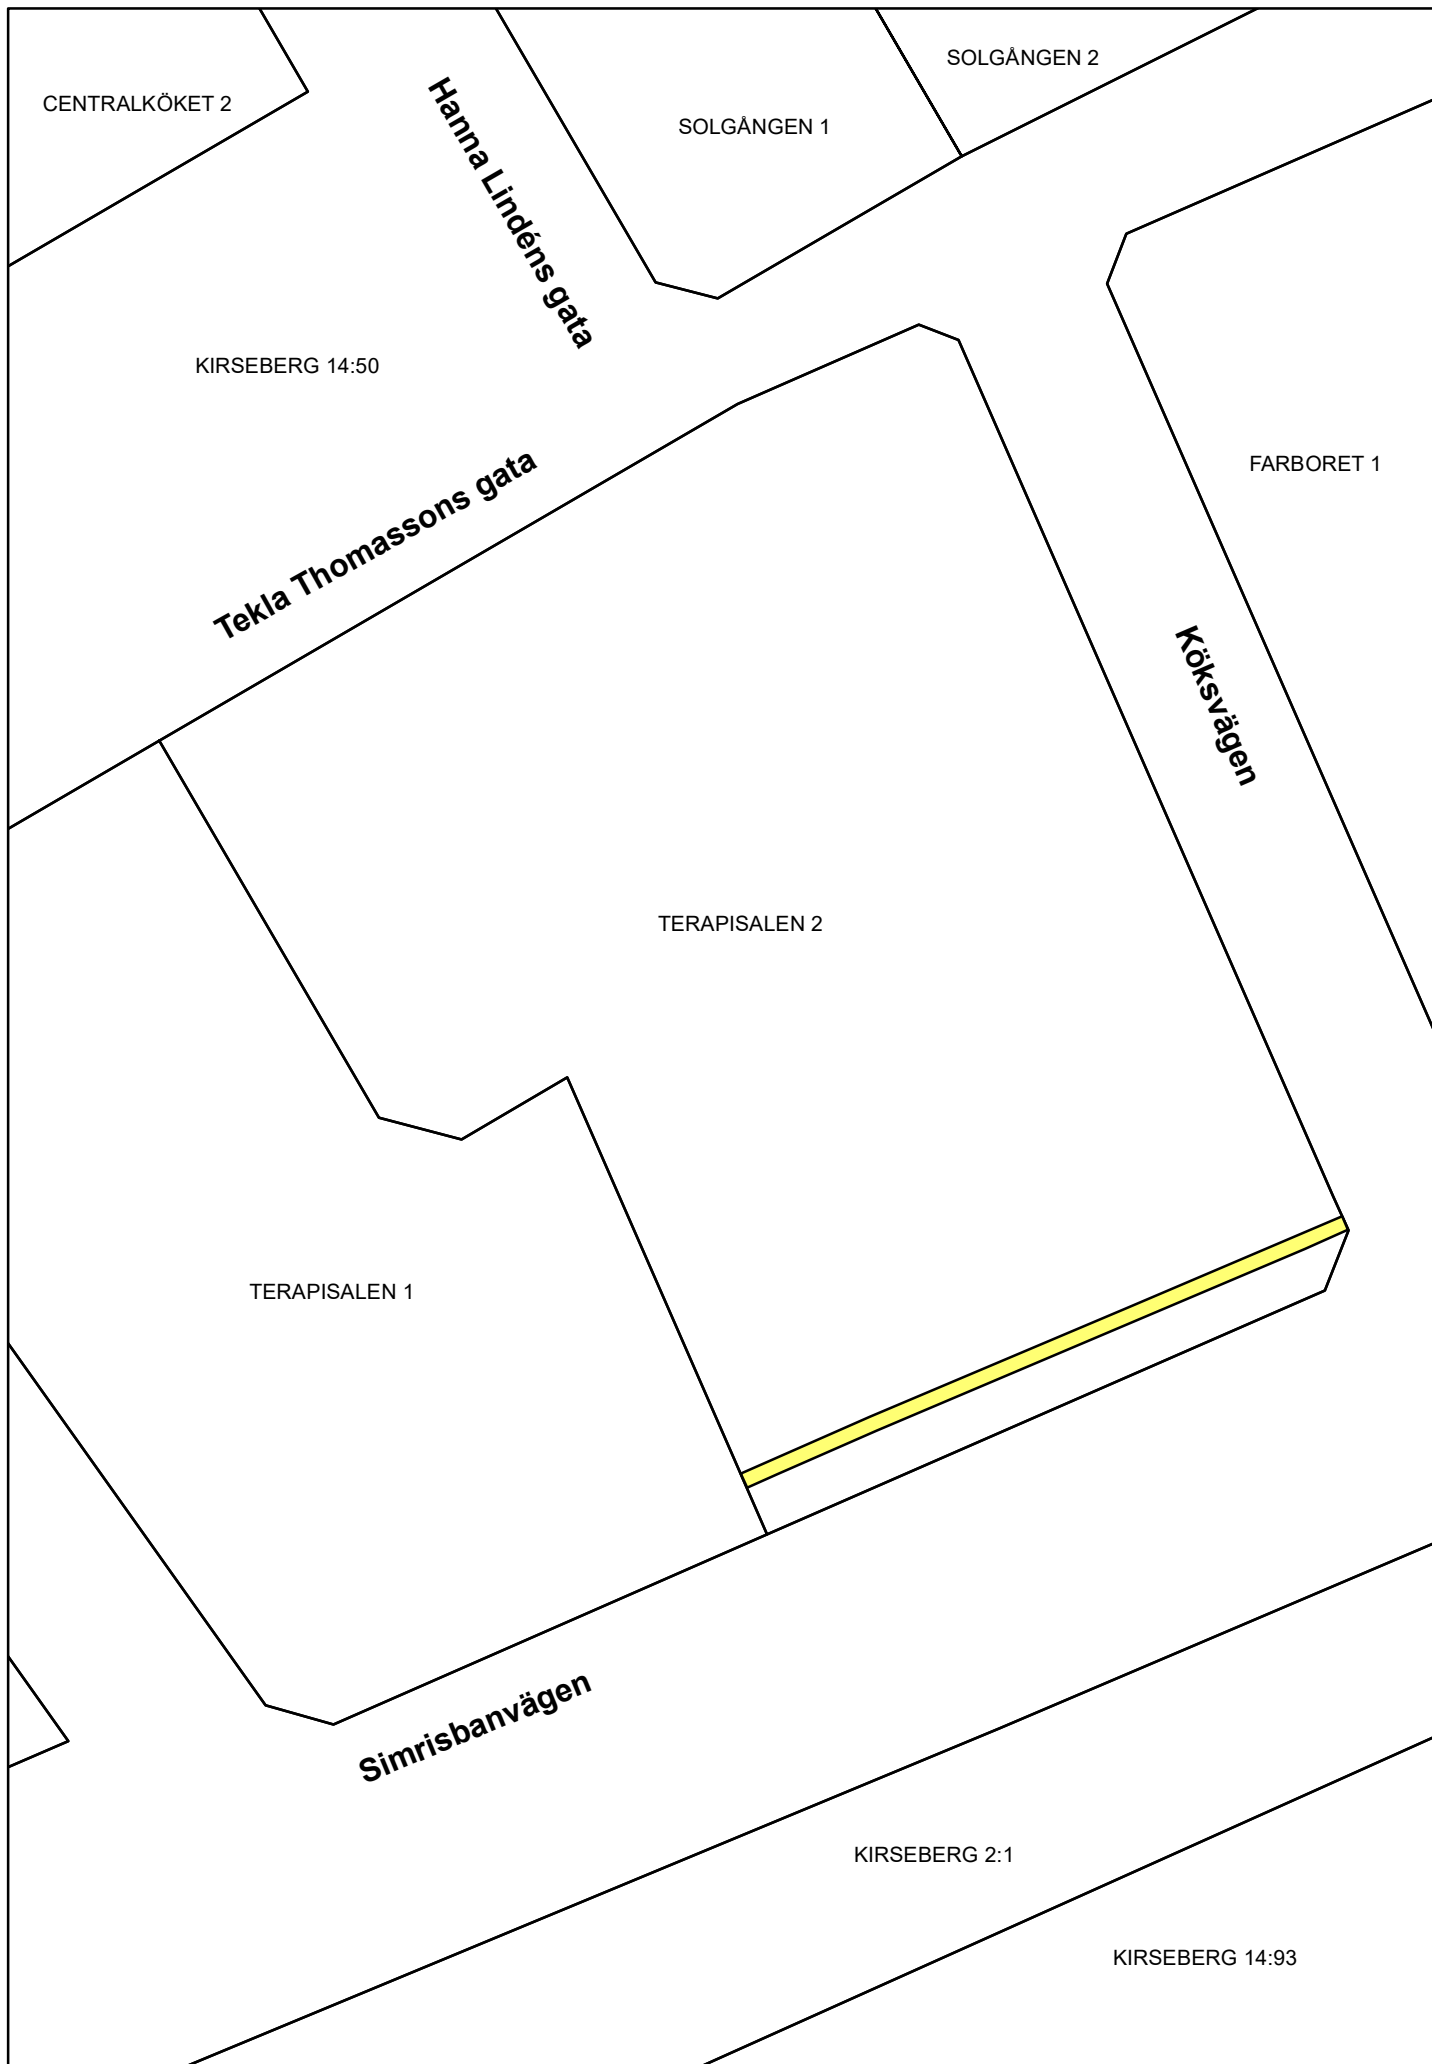 SOLGÅNGEN 2
CENTRALKÖKET 2
SOLGÅNGEN 1
Hanna Lindéns gata
KIRSEBERG 14:50
FARBORET 1
Tekla Thomassons gata
Köksvägen
TERAPISALEN 2
TERAPISALEN 1
Simrisbanvägen
KIRSEBERG 2:1
KIRSEBERG 14:93